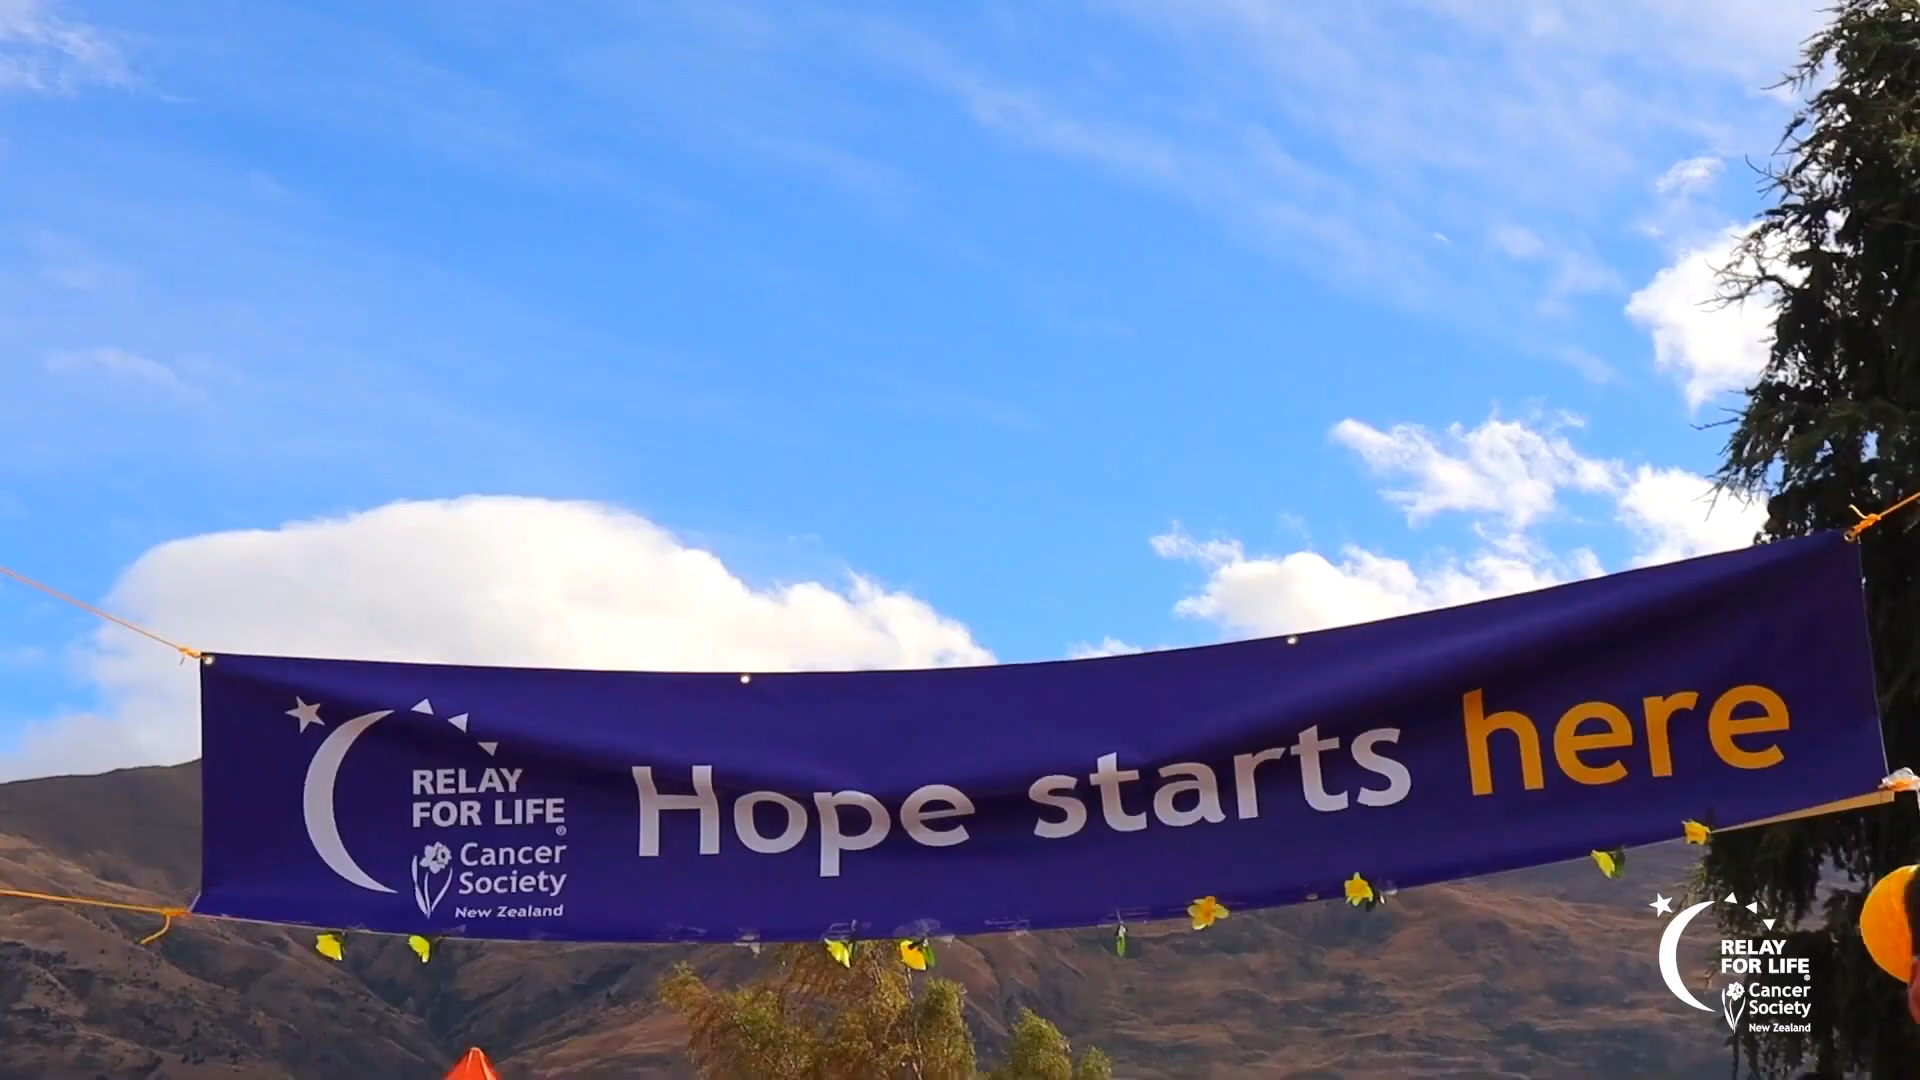 RELAY
FOR LIFE®
Cancer
Society
New Zealand
Hope starts here
RELAY
FOR LIFE®
Cancer
Society
New Zealand